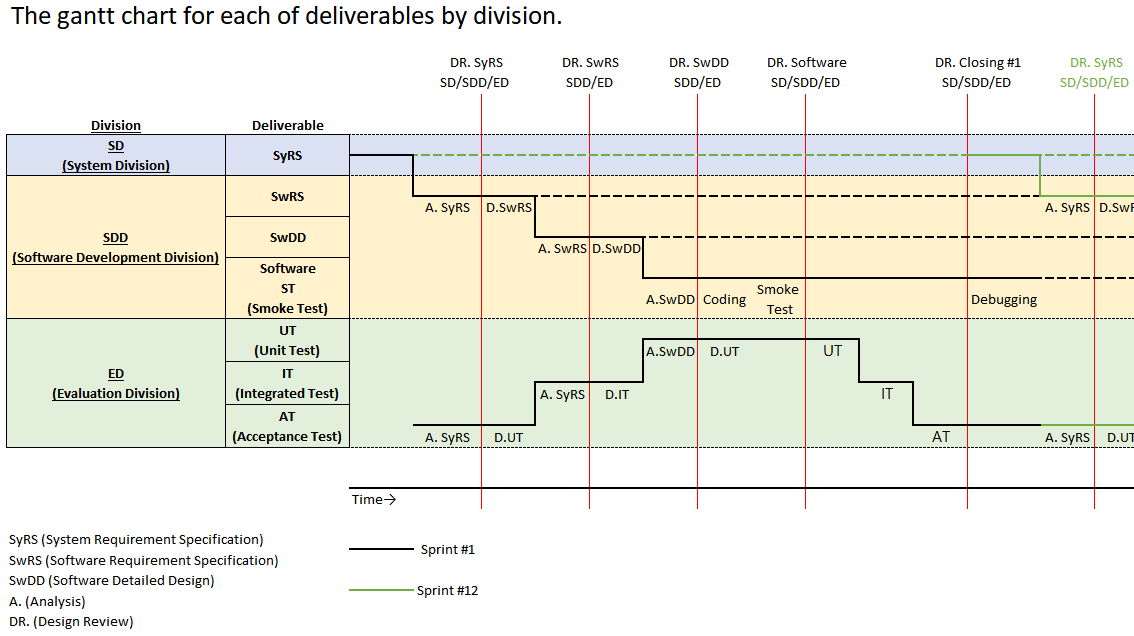 The gantt chart for each of deliverables by division.
DR. SyRS
SD/SDD/ED
DR. SwRS
SDD/ED
DR. SwDD
SDD/ED
DR. Software
SD/SDD/ED
DR. Closing #1
SD/SDD/ED
DR. SyRS
SD/SDD/ED
Division
Deliverable
SD
(System Division)
SyRS
SDD
(Software Development Division)
SwRS
A. SyRS
D.SwRS
A. SyRS
D.SwR
SwDD
A. SwRS
D.SwDD
Software
ST
(Smoke Test)
A.SwDD
Coding
Smoke
Test
Debugging
ED
(Evaluation Division)
UT
(Unit Test)
A.SwDD
D.UT
UT
IT
(Integrated Test)
A. SyRS
D.IT
IT
AT
(Acceptance Test)
A. SyRS
D.UT
AT
A. SyRS
D.UT
Time→
SyRS (System Requirement Specification)
SwRS (Software Requirement Specification)
SwDD (Software Detailed Design)
A. (Analysis)
DR. (Design Review)
Sprint #1
Sprint #12